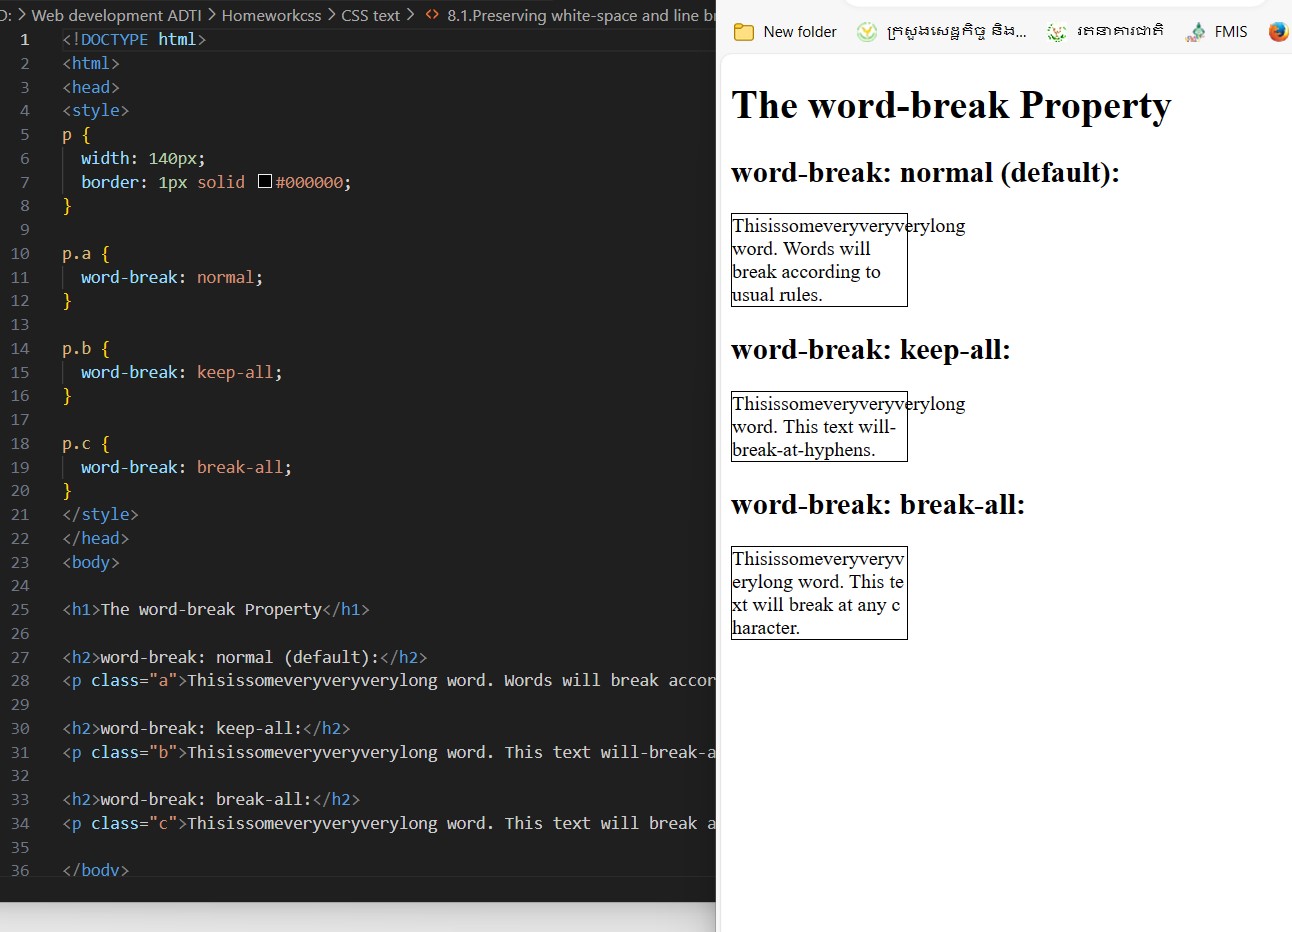 D: > Web development ADTI > Homeworkcss > CSS text > <> 8.1.Preserving white-space and line br
1 <!DOCTYPE html>
2 <html>
3 <head>
4 <style>
5 p {
6 width: 140px;
7 border: 1px solid #000000;
8 }
9
10 p.a {
11 word-break: normal;
12 }
13
14 p.b {
15 word-break: keep-all;
16 }
17
18 p.c {
19 word-break: break-all;
20 }
21 </style>
22 </head>
23 <body>
24
25 <h1>The word-break Property</h1>
26
27 <h2>word-break: normal (default):</h2>
28 <p class="a">Thisissomeveryveryverylong word. Words will break accor
29
30 <h2>word-break: keep-all:</h2>
31 <p class="b">Thisissomeveryveryverylong word. This text will-break-a
32
33 <h2>word-break: break-all:</h2>
34 <p class="c">Thisissomeveryveryverylong word. This text will break a
35
36 </body>
New folder ក្រសួងសេដ្ឋកិច្ច និង... រតនាគារជាតិ FMIS
The word-break Property
word-break: normal (default):
Thisissomeveryveryverylong
word. Words will
break according to
usual rules.
word-break: keep-all:
Thisissomeveryveryverylong
word. This text will-
break-at-hyphens.
word-break: break-all:
Thisissomeveryveryv
erylong word. This te
xt will break at any c
haracter.